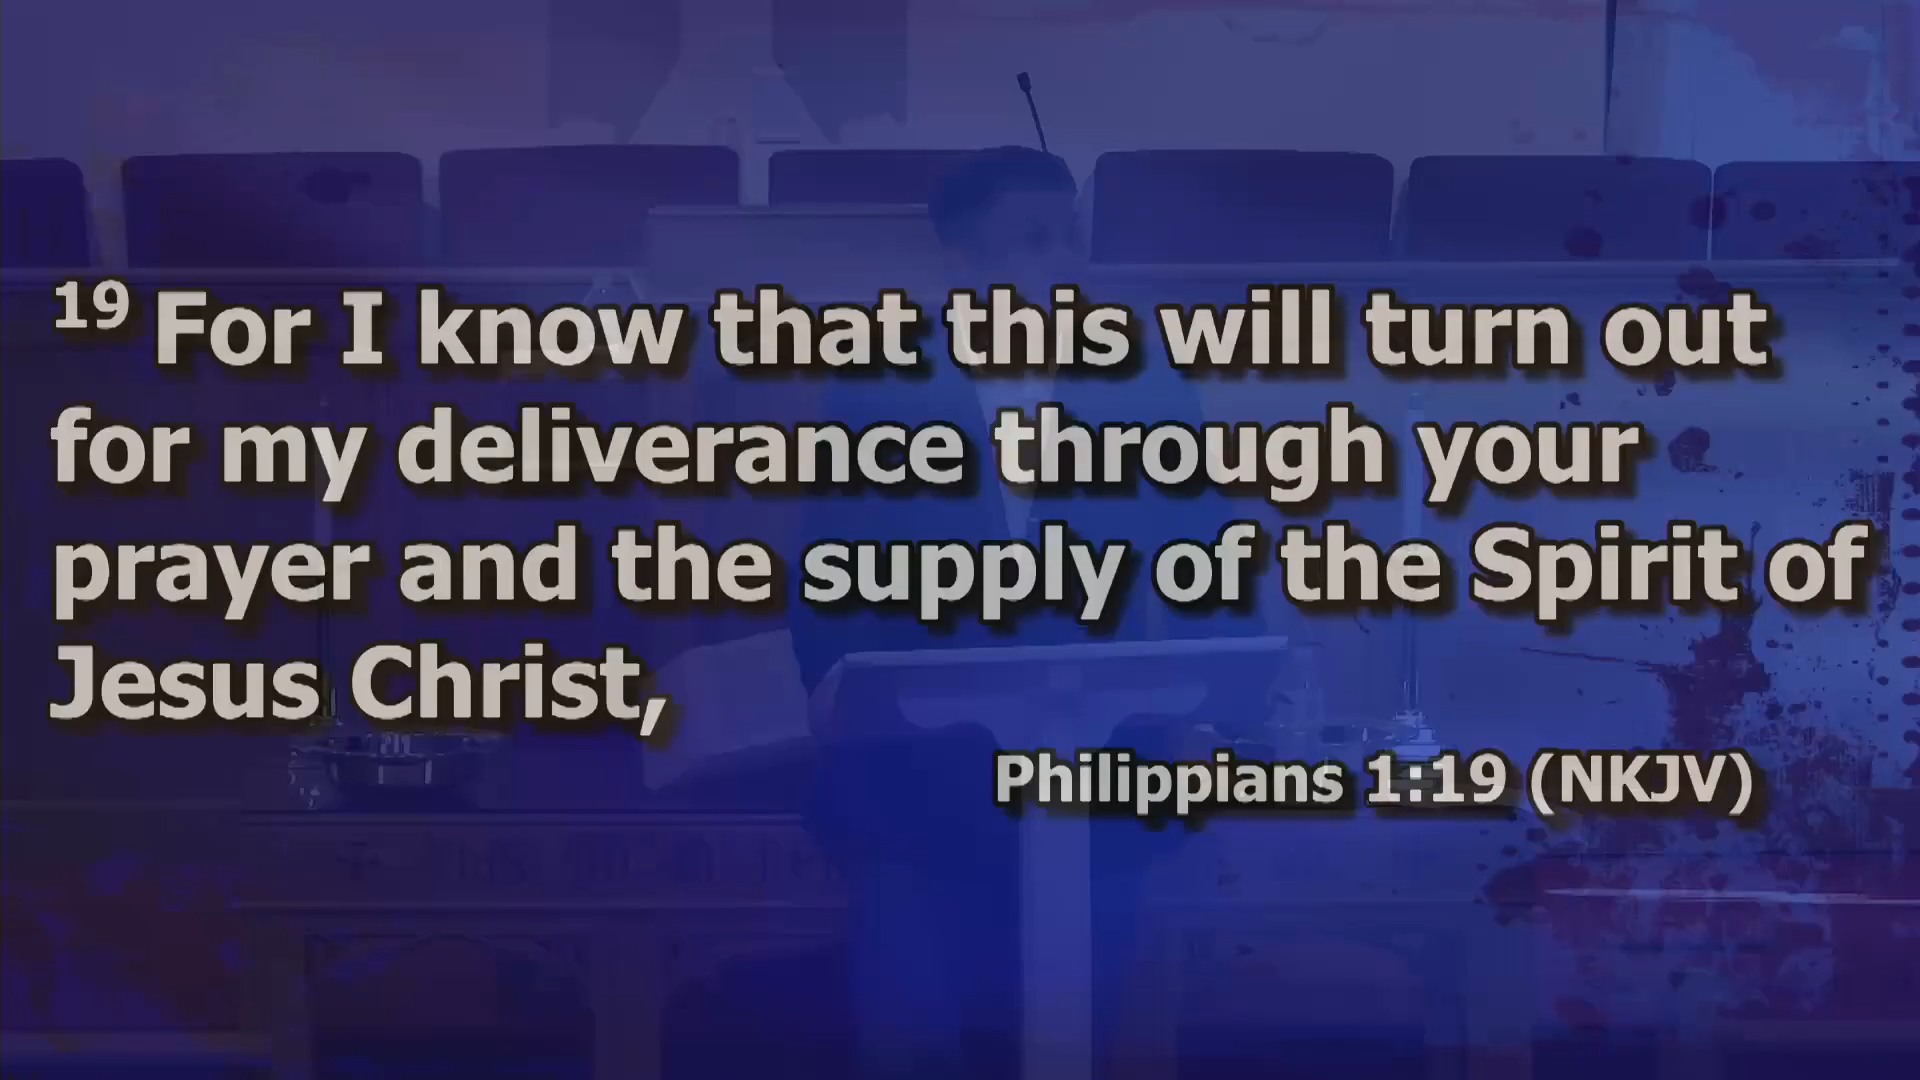 19 For I know that this will turn out
for my deliverance through your
prayer and the supply of the Spirit of
Jesus Christ,
Philippians 1:19 (NKJV)